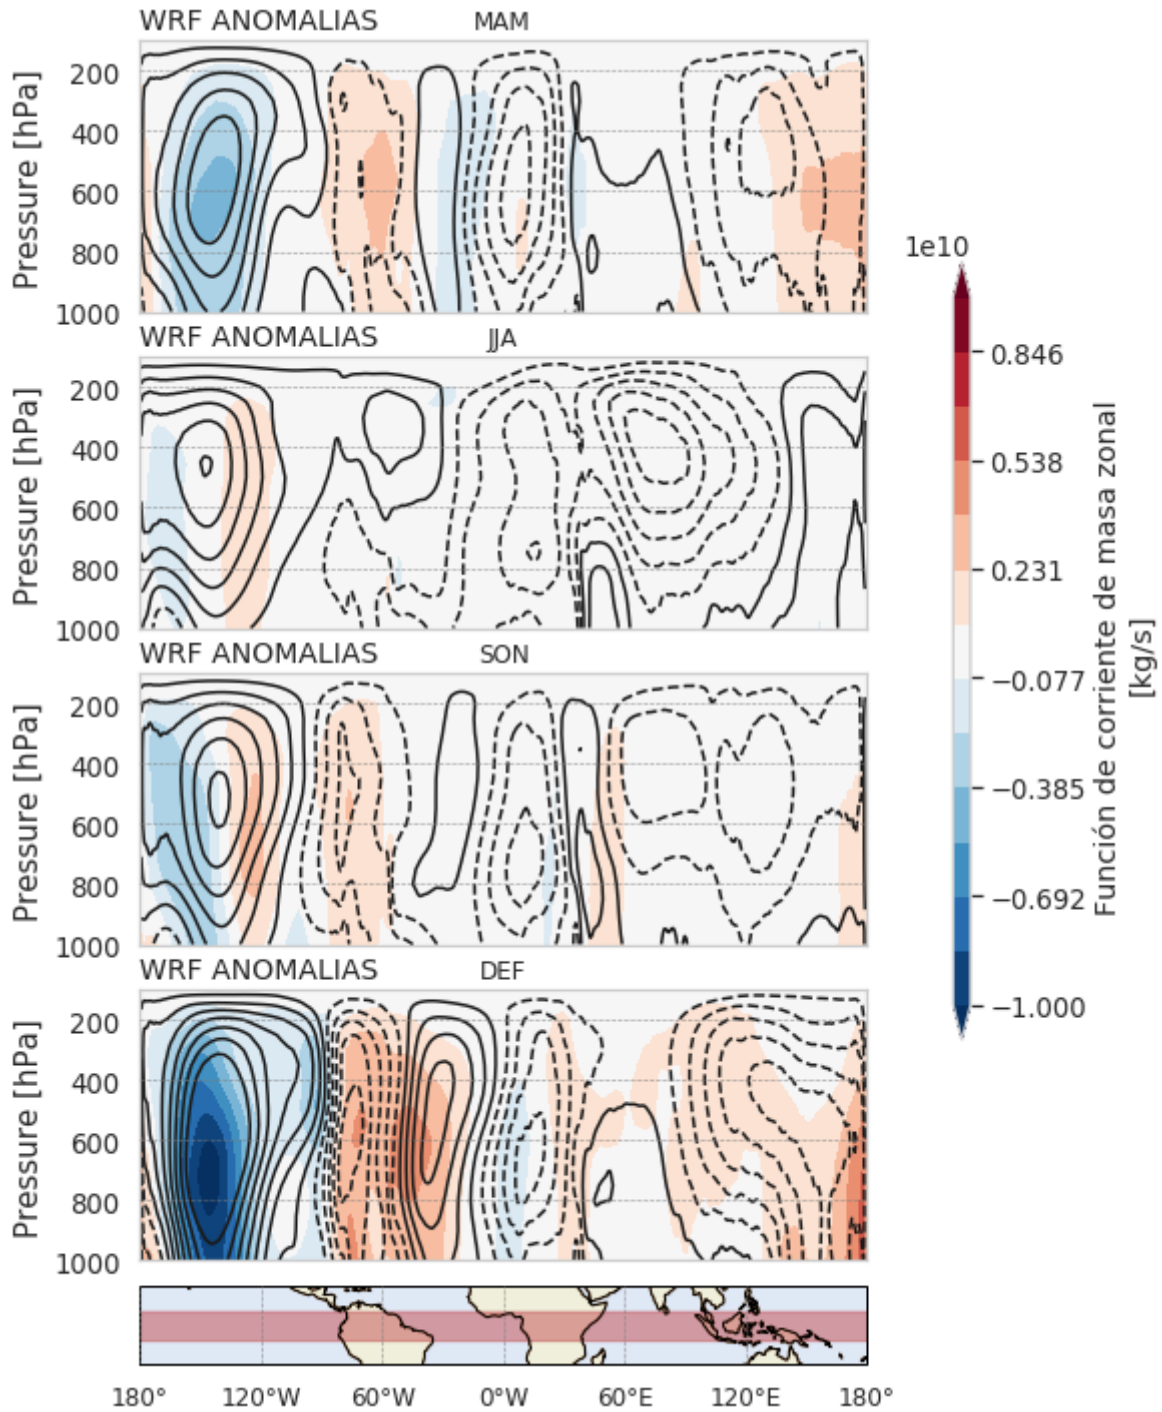 WRF ANOMALIAS MAM
Pressure [hPa]
200
400
600
800
1000
WRF ANOMALIAS JJA
Pressure [hPa]
200
400
600
800
1000
WRF ANOMALIAS SON
Pressure [hPa]
200
400
600
800
1000
WRF ANOMALIAS DEF
Pressure [hPa]
200
400
600
800
1000
180° 120°W 60°W 0°W 60°E 120°E 180°
1e10
0.846
0.538
0.231
−0.077
−0.385
−0.692
−1.000
Función de corriente de masa zonal
[kg/s]